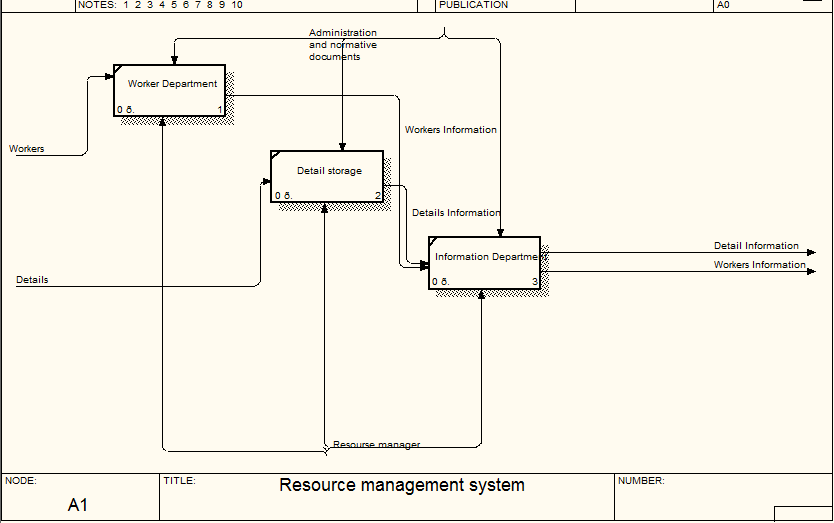 NOTES: 1 2 3 4 5 6 7 8 9 10
PUBLICATION
A0
Administration
and normative
documents
Worker Department
0 б.
1
Workers Information
Workers
Detail storage
0 б.
2
Details Information
Detail Information
Information Department
Workers Information
Details
0 б.
3
Resourse manager
NODE:
TITLE:
Resource management system
NUMBER:
A1